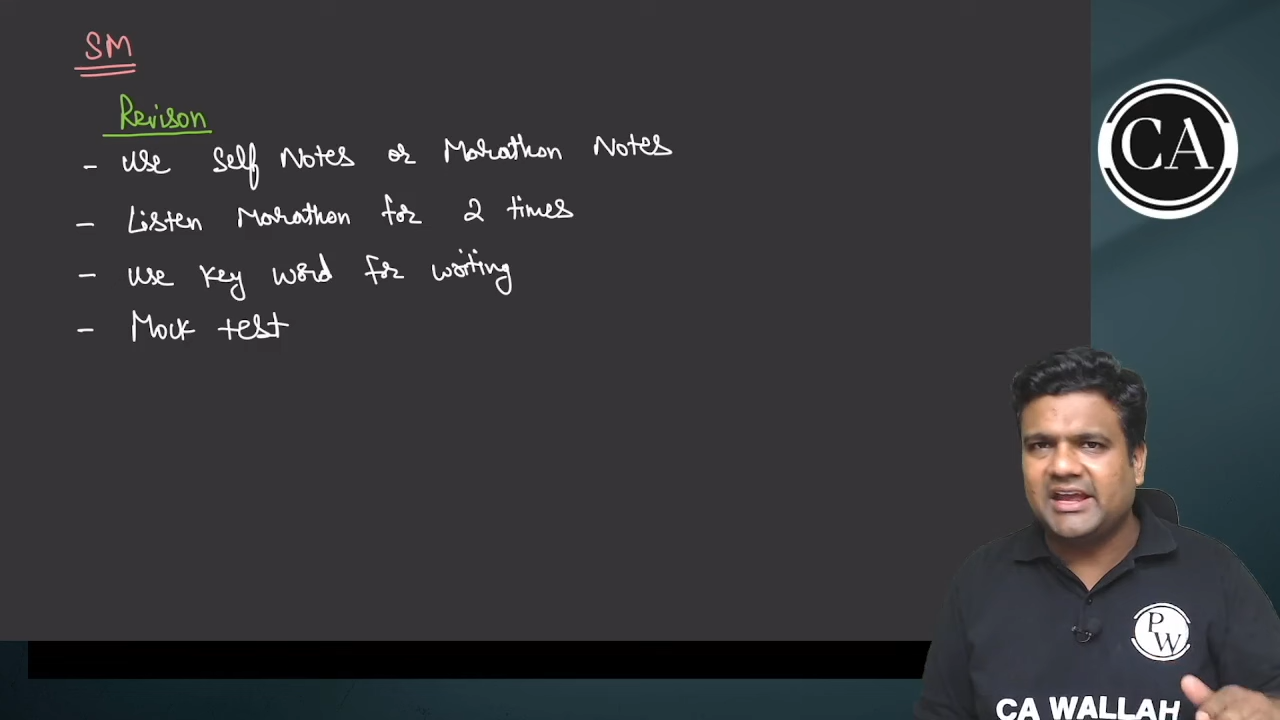 SM
Revison
- Use Self Notes or Marathon Notes
- Listen Marathon for 2 times
- Use Key word for writing
- Mock test
CA
PW
CA WALLAH